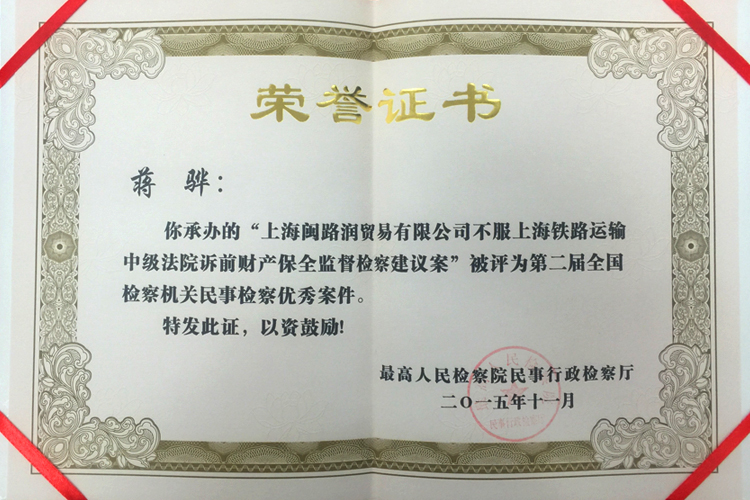 荣誉证书
蒋 骅：
你承办的“上海闽路润贸易有限公司不服上海铁路运输
中级法院诉前财产保全监督检察建议案”被评为第二届全国
检察机关民事检察优秀案件。
特发此证，以资鼓励！
最高人民检察院民事行政检察厅
二〇一五年十一月